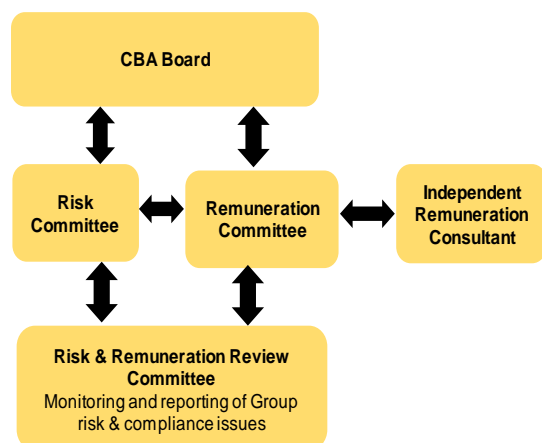 CBA Board
Risk
Committee
Remuneration
Committee
Independent
Remuneration
Consultant
Risk & Remuneration Review
Committee
Monitoring and reporting of Group
risk & compliance issues